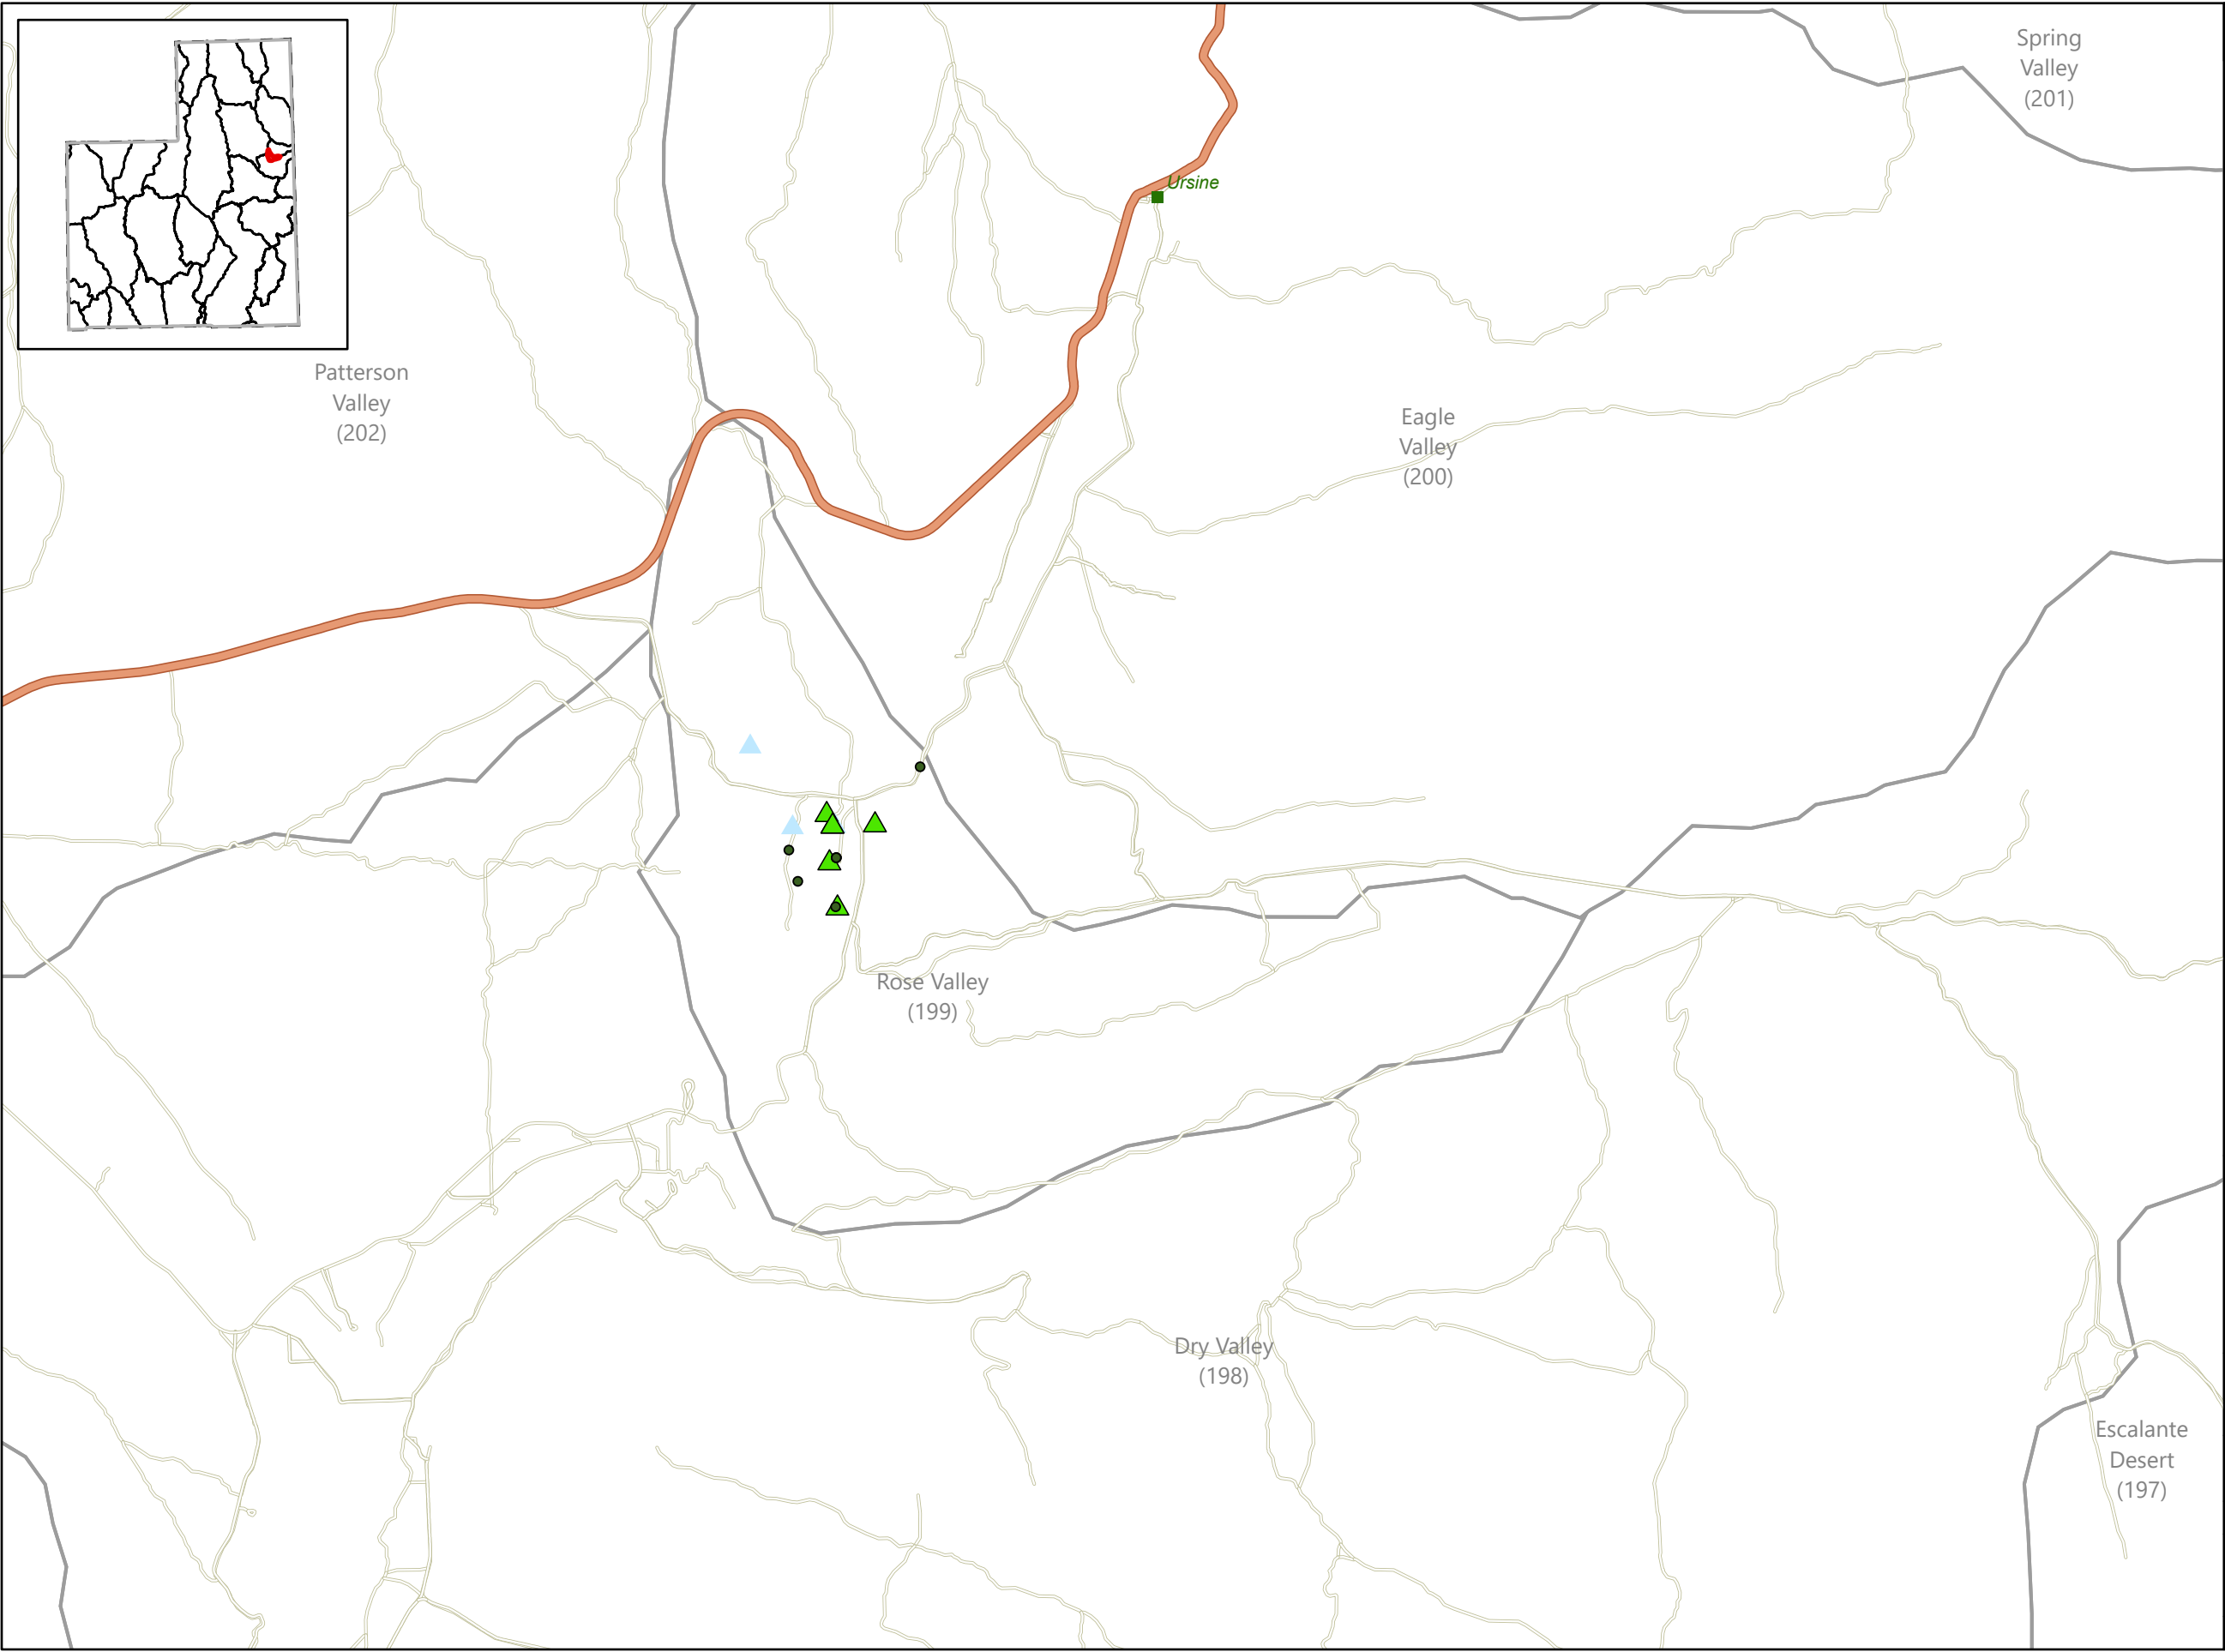 Spring
Valley
(201)
Ursine
Patterson
Valley
(202)
Eagle
Valley
(200)
Rose Valley
(199)
Dry Valley
(198)
Escalante
Desert
(197)